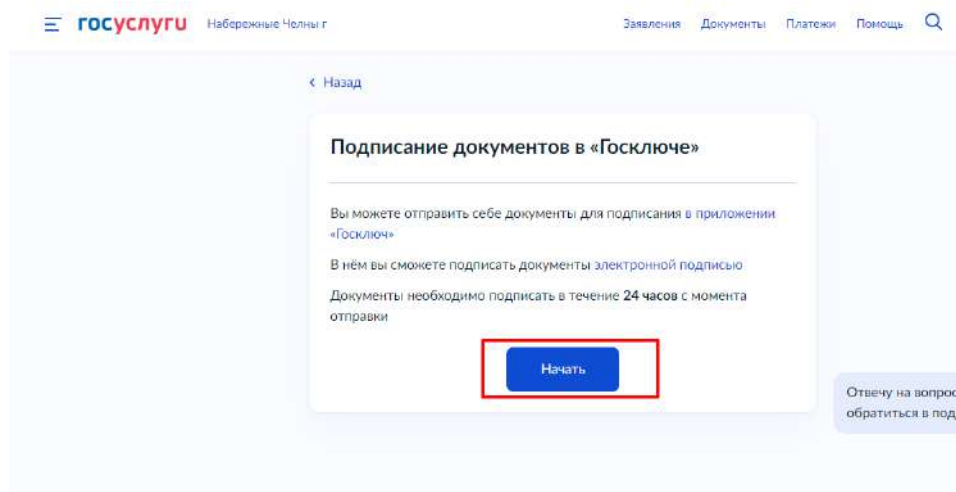 госуслуги Набережные Челны г Заявления Документы Платежи Помощь
Назад
Подписание документов в «Госключе»
Вы можете отправить себе документы для подписания в приложении
«Госключ»
В нём вы сможете подписать документы электронной подписью
Документы необходимо подписать в течение 24 часов с момента
отправки
Начать
Отвечу на вопрос
обратиться в под